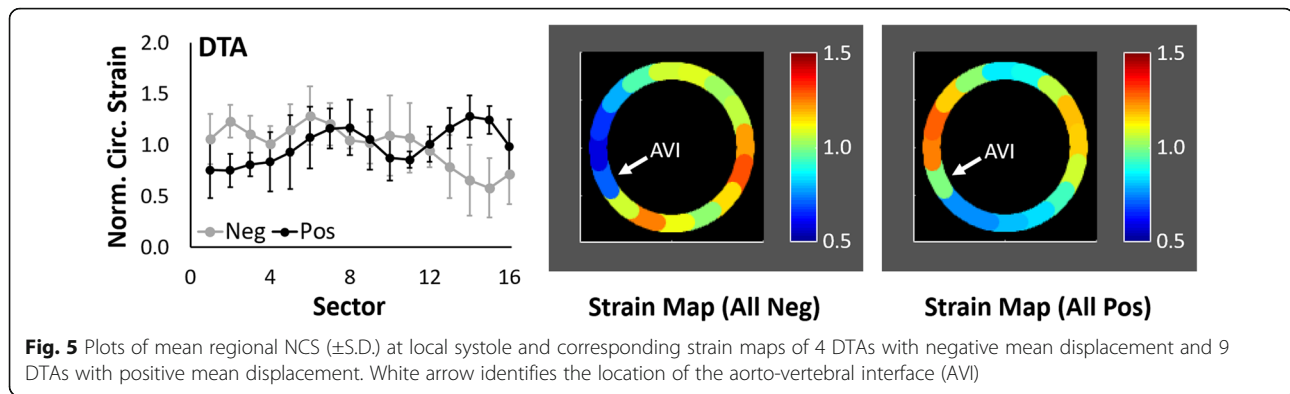 DTA
Norm. Circ. Strain
2.0
1.5
1.0
0.5
0.0
Neg
Pos
0
4
8
12
16
Sector
AVI
1.5
1.0
0.5
Strain Map (All Neg)
AVI
1.5
1.0
0.5
Strain Map (All Pos)
Fig. 5 Plots of mean regional NCS (±S.D.) at local systole and corresponding strain maps of 4 DTAs with negative mean displacement and 9
DTAs with positive mean displacement. White arrow identifies the location of the aorto-vertebral interface (AVI)